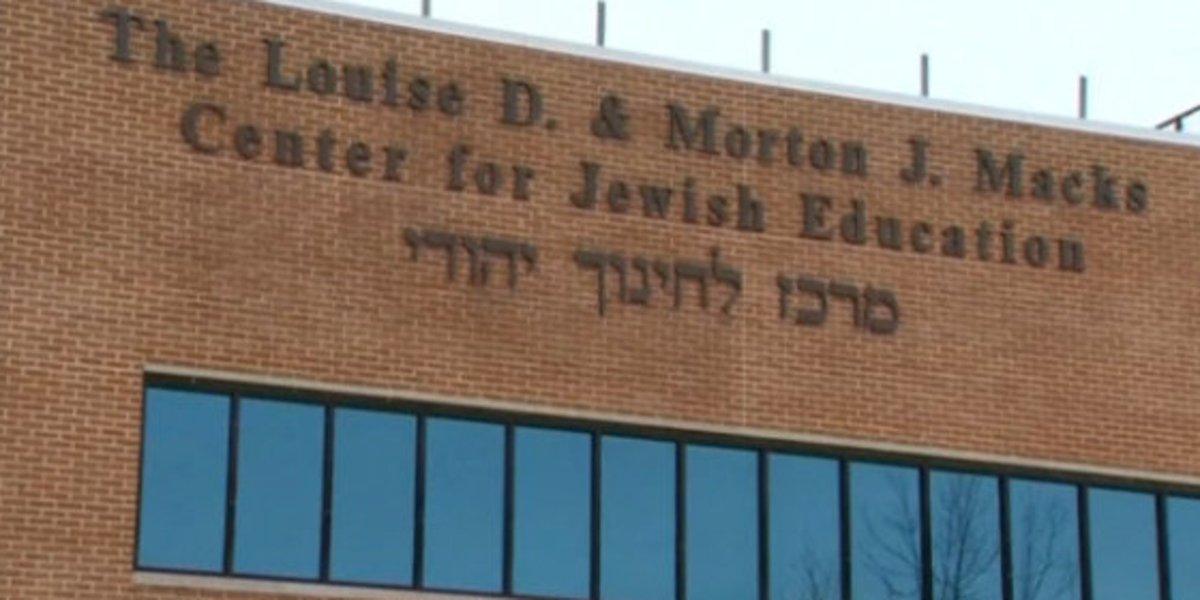 The Louise D. & Morton J. Macks
Center for Jewish Education
מרכז לחינוך יהודי